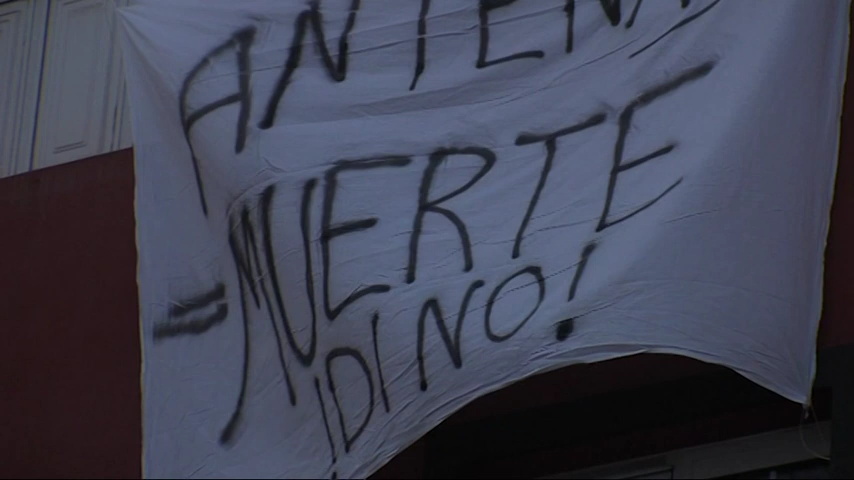 ANTENA
= MUERTE
¡DI NO!